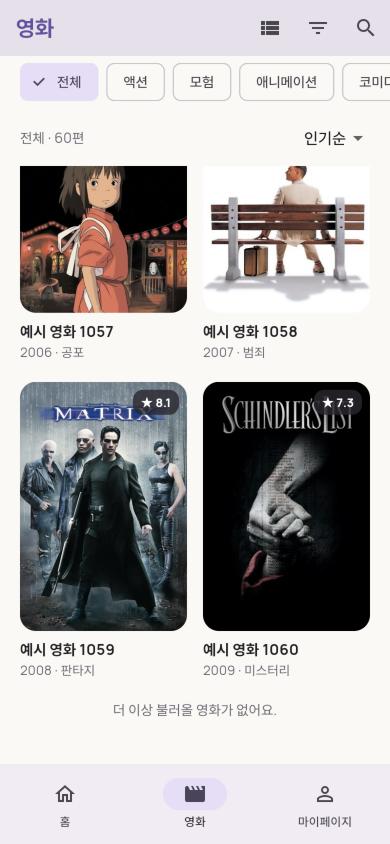 영화
전체
액션
모험
애니메이션
전체 · 60편
인기순
예시 영화 1057
2006 · 공포
예시 영화 1058
2007 · 범죄
★ 8.1
MATRIX
★ 7.3
SCHINDLER'S LIST
예시 영화 1059
2008 · 판타지
예시 영화 1060
2009 · 미스터리
더 이상 불러올 영화가 없어요.
홈
영화
마이페이지